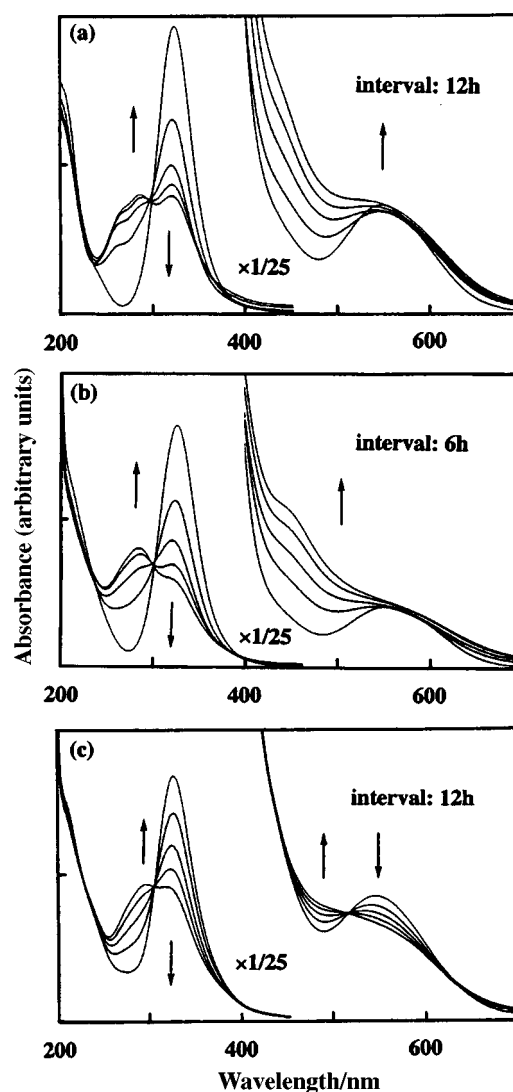 (a)
interval: 12h
×1/25
200
400
600
(b)
interval: 6h
×1/25
200
400
600
(c)
interval: 12h
×1/25
200
400
600
Absorbance (arbitrary units)
Wavelength/nm